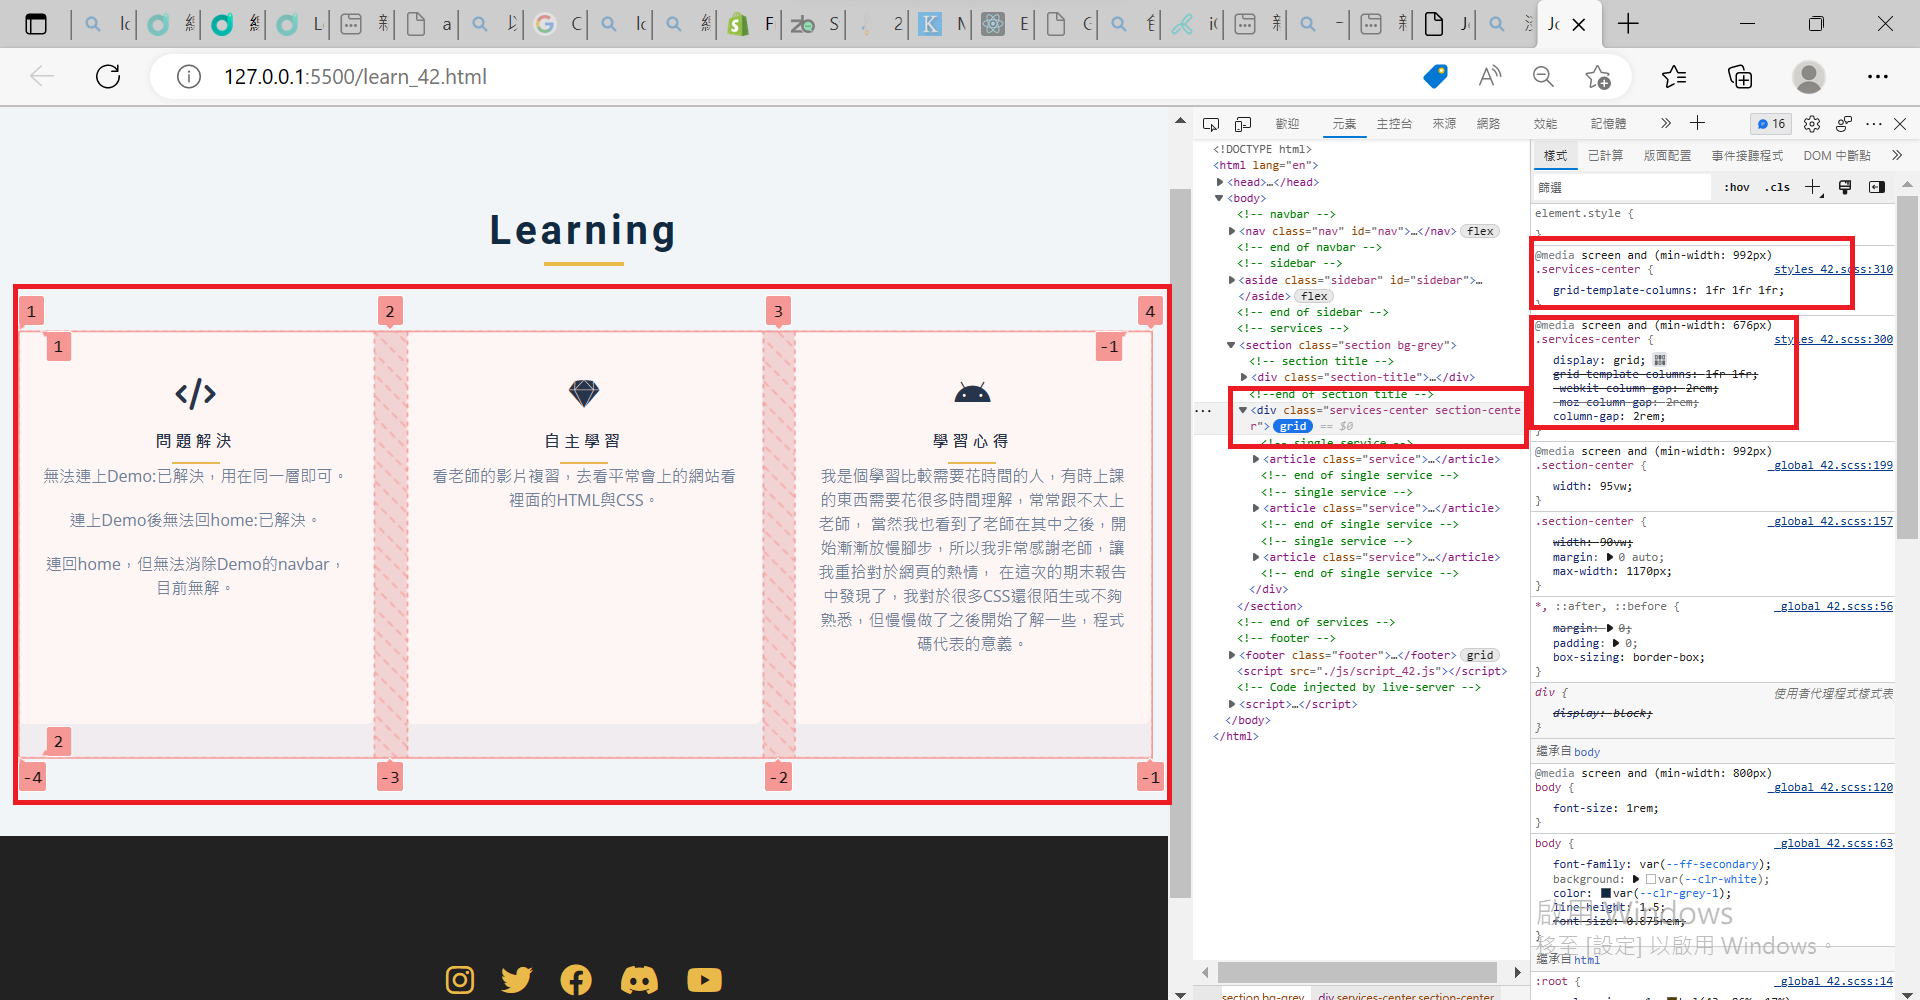 127.0.0.1:5500/learn_42.html
Learning
1
2
3
4
1
-1
問題解決
無法連上Demo:已解決，用在同一層即可。
連上Demo後無法回home:已解決。
連回home，但無法消除Demo的navbar，
目前無解。
自主學習
看老師的影片複習，去看平常會上的網站看
裡面的HTML與CSS。
學習心得
我是個學習比較需要花時間的人，有時上課
的東西需要花很多時間理解，常常跟不太上
老師， 當然我也看到了老師在其中之後，開
始漸漸放慢腳步，所以我非常感謝老師，讓
我重拾對於網頁的熱情， 在這次的期末報告
中發現了，我對於很多CSS還很陌生或不夠
熟悉，但慢慢做了之後開始了解一些，程式
碼代表的意義。
2
-4
-3
-2
-1
歡迎 元素 主控台 來源 網路 效能 記憶體 16
<!DOCTYPE html>
<html lang="en">
<head>…</head>
<body>
<!-- navbar -->
<nav class="nav" id="nav">…</nav> flex
<!-- end of navbar -->
<!-- sidebar -->
<aside class="sidebar" id="sidebar">…
</aside> flex
<!-- end of sidebar -->
<!-- services -->
<section class="section bg-grey">
<!-- section title -->
<div class="section-title">…</div>
<!--end of section title -->
<div class="services-center section-cente
r"> grid == $0
<!-- single service -->
<article class="service">…</article>
<!-- end of single service -->
<!-- single service -->
<article class="service">…</article>
<!-- end of single service -->
<!-- single service -->
<article class="service">…</article>
<!-- end of single service -->
</div>
</section>
<!-- end of services -->
<!-- footer -->
<footer class="footer">…</footer> grid
<script src="./js/script_42.js"></script>
<!-- Code injected by live-server -->
<script>…</script>
</body>
</html>
section.bg-grey div.services-center.section-center
樣式 已計算 版面配置 事件接聽程式 DOM 中斷點
篩選 :hov .cls
element.style {
}
@media screen and (min-width: 992px)
.services-center { styles_42.scss:310
grid-template-columns: 1fr 1fr 1fr;
}
@media screen and (min-width: 676px)
.services-center { styles_42.scss:300
display: grid;
grid-template-columns: 1fr 1fr;
-webkit-column-gap: 2rem;
-moz-column-gap: 2rem;
column-gap: 2rem;
}
@media screen and (min-width: 992px)
.section-center { _global_42.scss:199
width: 95vw;
}
.section-center { _global_42.scss:157
width: 90vw;
margin: 0 auto;
max-width: 1170px;
}
*, ::after, ::before { _global_42.scss:56
margin: 0;
padding: 0;
box-sizing: border-box;
}
div { 使用者代理程式樣式表
display: block;
}
繼承自 body
@media screen and (min-width: 800px)
body { _global_42.scss:120
font-size: 1rem;
}
body { _global_42.scss:63
font-family: var(--ff-secondary);
background: var(--clr-white);
color: var(--clr-grey-1);
line-height: 1.5;
font-size: 0.875rem;
}
繼承自 html
:root { _global_42.scss:14
啟用 Windows
移至 [設定] 以啟用 Windows。